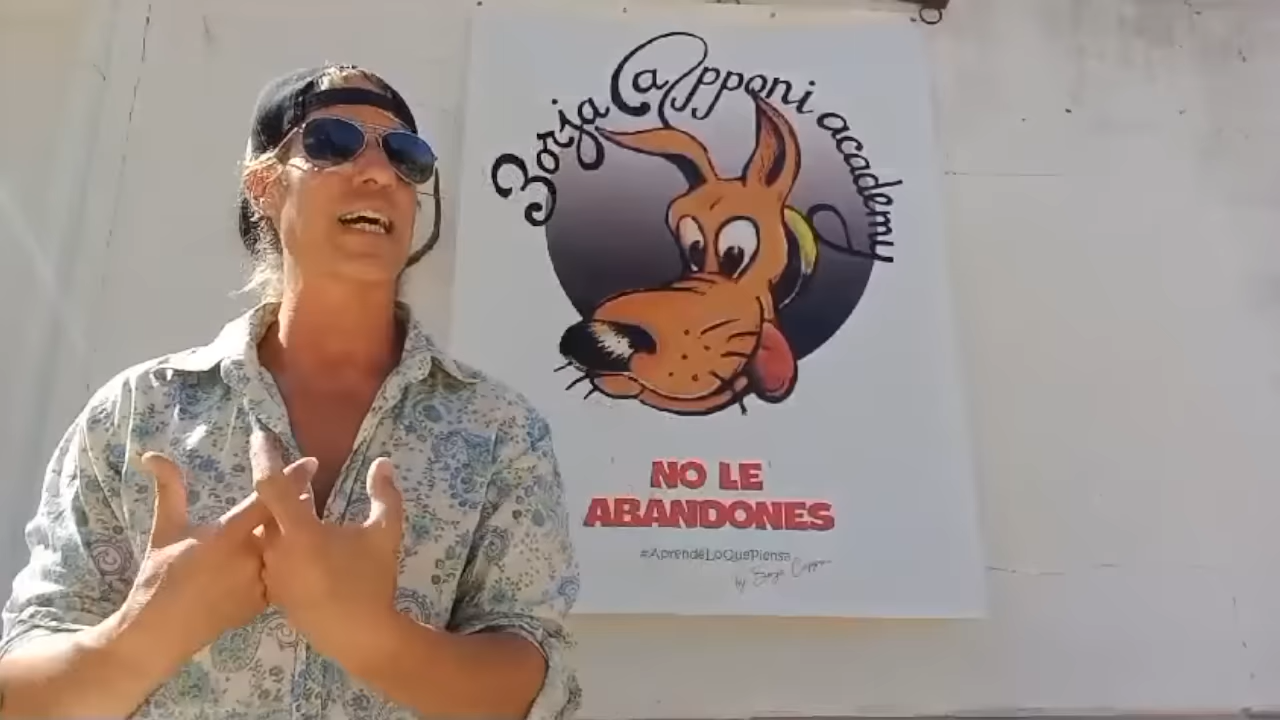 Borja Capponi academy
NO LE
ABANDONES
#AprendeLoQuePiensa
by Borja Capponi